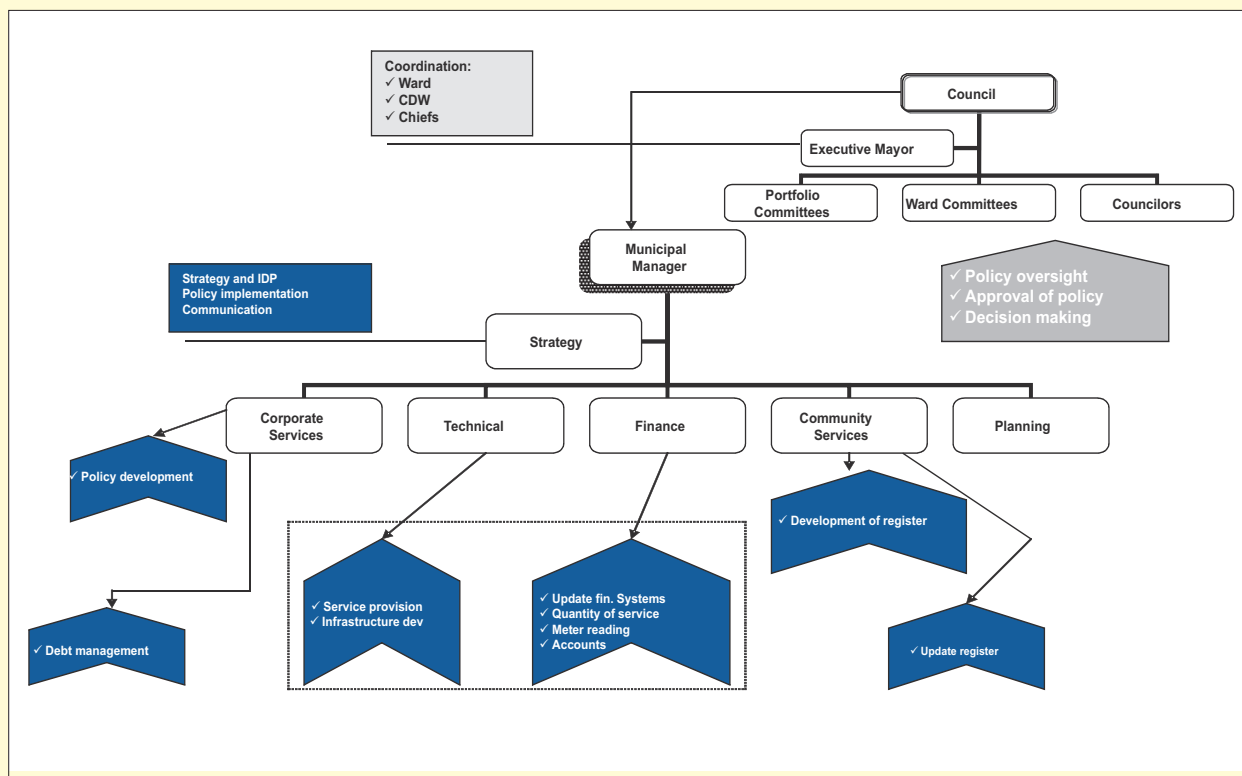 Coordination:
✓ Ward
✓ CDW
✓ Chiefs
Council
Executive Mayor
Portfolio
Committees
Ward Committees
Councilors
Municipal
Manager
✓ Policy oversight
✓ Approval of policy
✓ Decision making
Strategy and IDP
Policy implementation
Communication
Strategy
Corporate
Services
Technical
Finance
Community
Services
Planning
✓ Policy development
✓ Development of register
✓ Service provision
✓ Infrastructure dev
✓ Update fin. Systems
✓ Quantity of service
✓ Meter reading
✓ Accounts
✓ Debt management
✓ Update register